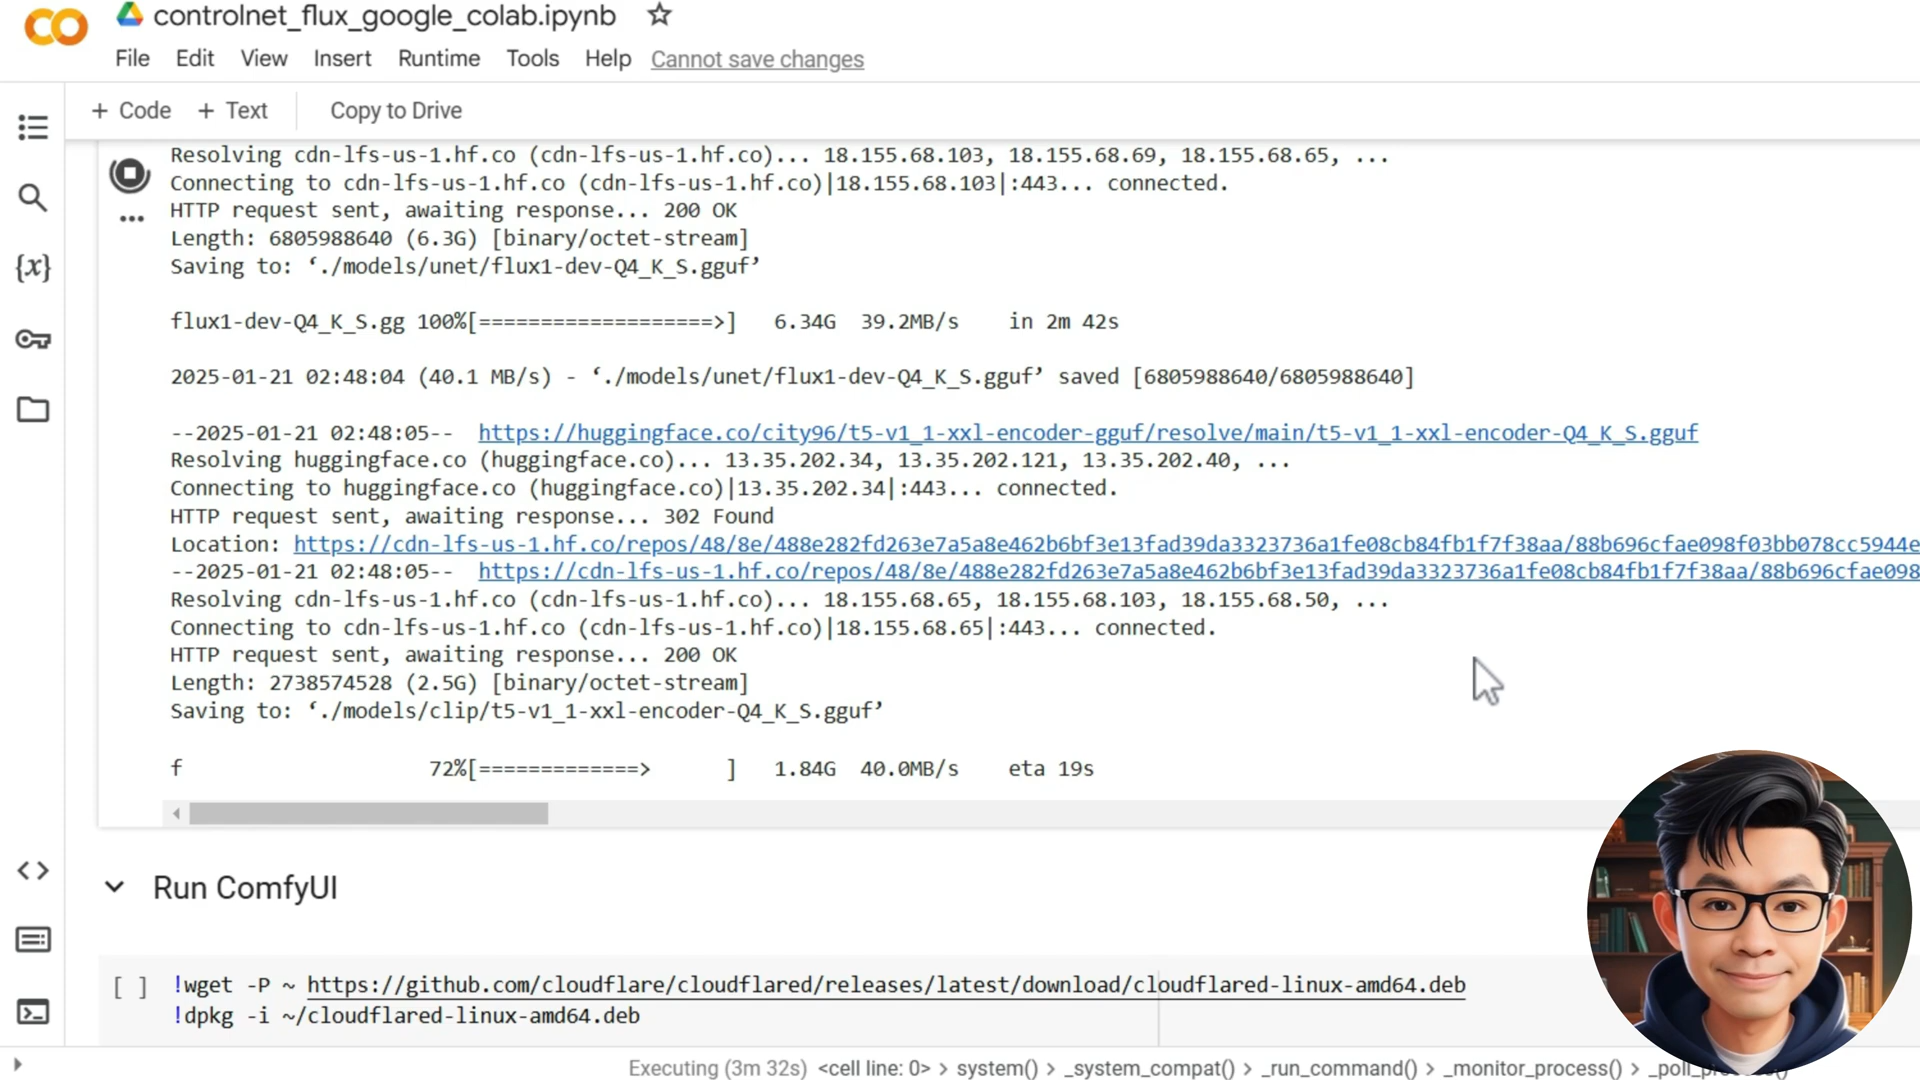 CO controlnet_flux_google_colab.ipynb
File Edit View Insert Runtime Tools Help Cannot save changes
+ Code + Text Copy to Drive
Resolving cdn-lfs-us-1.hf.co (cdn-lfs-us-1.hf.co)... 18.155.68.103, 18.155.68.69, 18.155.68.65, ...
Connecting to cdn-lfs-us-1.hf.co (cdn-lfs-us-1.hf.co)|18.155.68.103|:443... connected.
HTTP request sent, awaiting response... 200 OK
Length: 6805988640 (6.3G) [binary/octet-stream]
Saving to: ‘./models/unet/flux1-dev-Q4_K_S.gguf’
flux1-dev-Q4_K_S.gg 100%[===================>] 6.34G 39.2MB/s in 2m 42s
2025-01-21 02:48:04 (40.1 MB/s) - ‘./models/unet/flux1-dev-Q4_K_S.gguf’ saved [6805988640/6805988640]
--2025-01-21 02:48:05-- https://huggingface.co/city96/t5-v1_1-xxl-encoder-gguf/resolve/main/t5-v1_1-xxl-encoder-Q4_K_S.gguf
Resolving huggingface.co (huggingface.co)... 13.35.202.34, 13.35.202.121, 13.35.202.40, ...
Connecting to huggingface.co (huggingface.co)|13.35.202.34|:443... connected.
HTTP request sent, awaiting response... 302 Found
Location: https://cdn-lfs-us-1.hf.co/repos/48/8e/488e282fd263e7a5a8e462b6bf3e13fad39da3323736a1fe08cb84fb1f7f38aa/88b696cfae098f03bb078cc5944e
--2025-01-21 02:48:05-- https://cdn-lfs-us-1.hf.co/repos/48/8e/488e282fd263e7a5a8e462b6bf3e13fad39da3323736a1fe08cb84fb1f7f38aa/88b696cfae098
Resolving cdn-lfs-us-1.hf.co (cdn-lfs-us-1.hf.co)... 18.155.68.65, 18.155.68.103, 18.155.68.50, ...
Connecting to cdn-lfs-us-1.hf.co (cdn-lfs-us-1.hf.co)|18.155.68.65|:443... connected.
HTTP request sent, awaiting response... 200 OK
Length: 2738574528 (2.5G) [binary/octet-stream]
Saving to: ‘./models/clip/t5-v1_1-xxl-encoder-Q4_K_S.gguf’
f 72%[=============> ] 1.84G 40.0MB/s eta 19s
Run ComfyUI
[ ] !wget -P ~ https://github.com/cloudflare/cloudflared/releases/latest/download/cloudflared-linux-amd64.deb
!dpkg -i ~/cloudflared-linux-amd64.deb
Executing (3m 32s) <cell line: 0> > system() > _system_compat() > _run_command() > _monitor_process() >